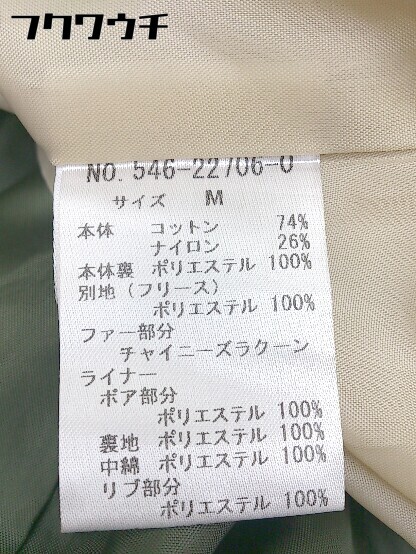 フクワウチ
NO. 546-22706-0
サイズ M
本体 コットン 74%
ナイロン 26%
本体裏 ポリエステル 100%
別地(フリース)
ポリエステル 100%
ファー部分
チャイニーズラクーン
ライナー
ボア部分
ポリエステル 100%
裏地 ポリエステル 100%
中綿 ポリエステル 100%
リブ部分
ポリエステル 100%